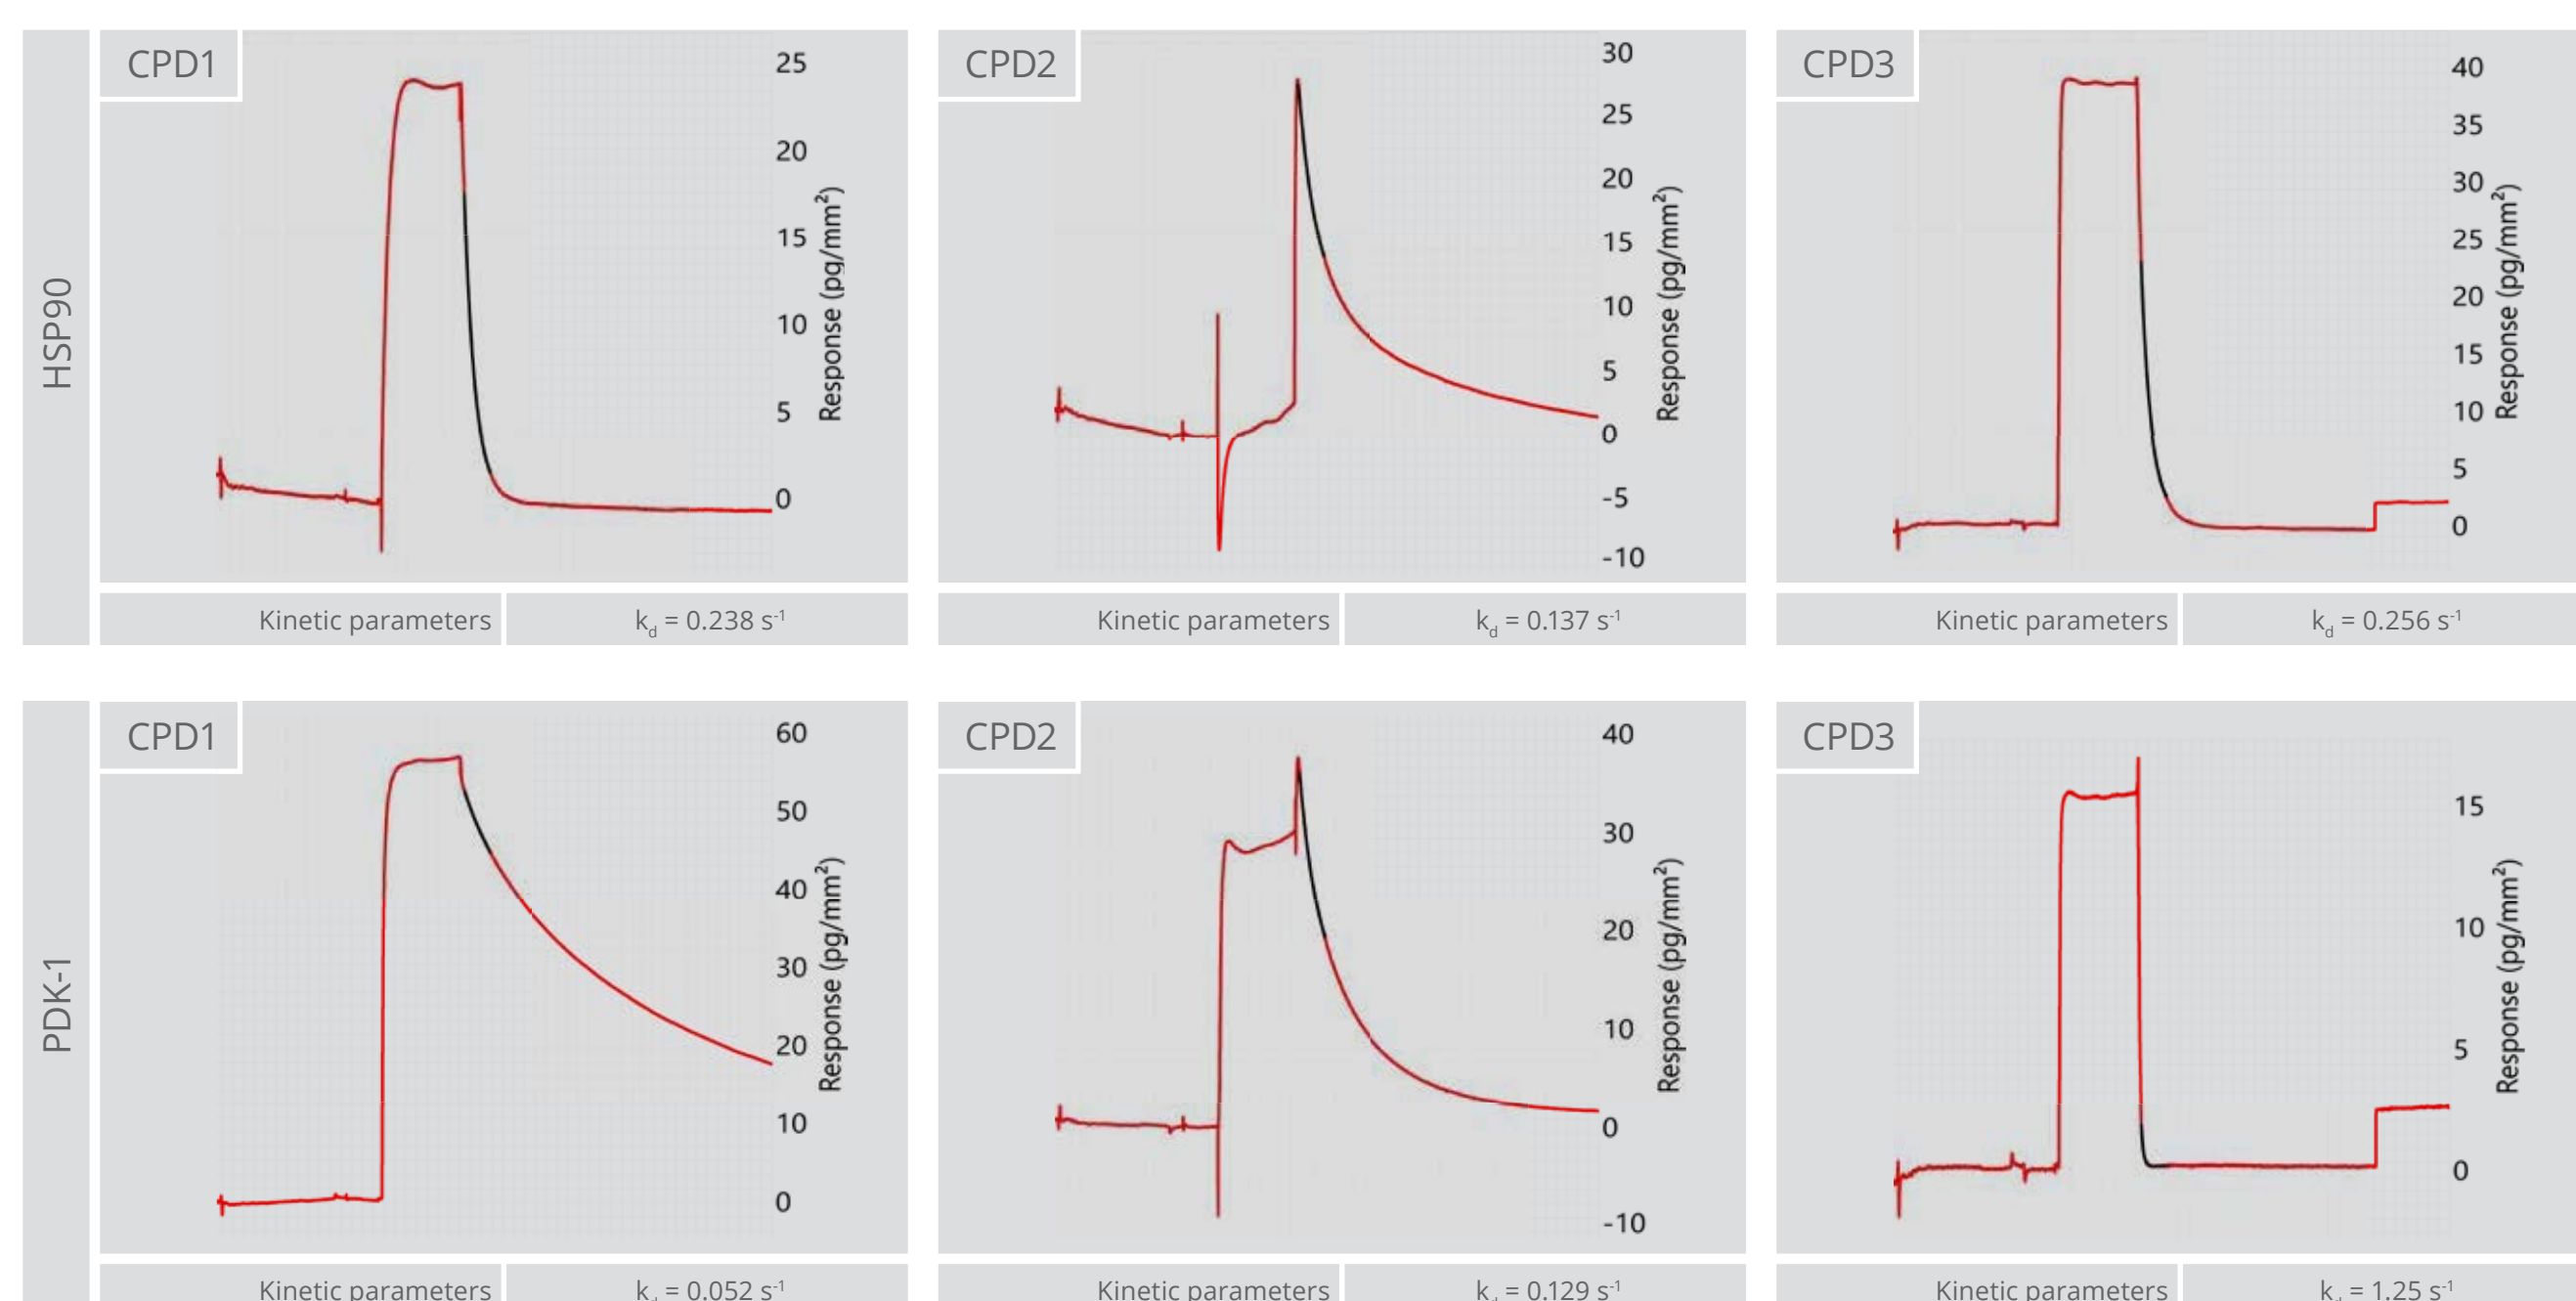 HSP90
CPD1
25
20
15
10
5
0
Response (pg/mm²)
Kinetic parameters
k_d = 0.238 s⁻¹
CPD2
30
25
20
15
10
5
0
-5
-10
Response (pg/mm²)
Kinetic parameters
k_d = 0.137 s⁻¹
CPD3
40
35
30
25
20
15
10
5
0
Response (pg/mm²)
Kinetic parameters
k_d = 0.256 s⁻¹
PDK-1
CPD1
60
50
40
30
20
10
0
Response (pg/mm²)
Kinetic parameters
k_d = 0.052 s⁻¹
CPD2
40
30
20
10
0
-10
Response (pg/mm²)
Kinetic parameters
k_d = 0.129 s⁻¹
CPD3
15
10
5
0
Response (pg/mm²)
Kinetic parameters
k_d = 1.25 s⁻¹